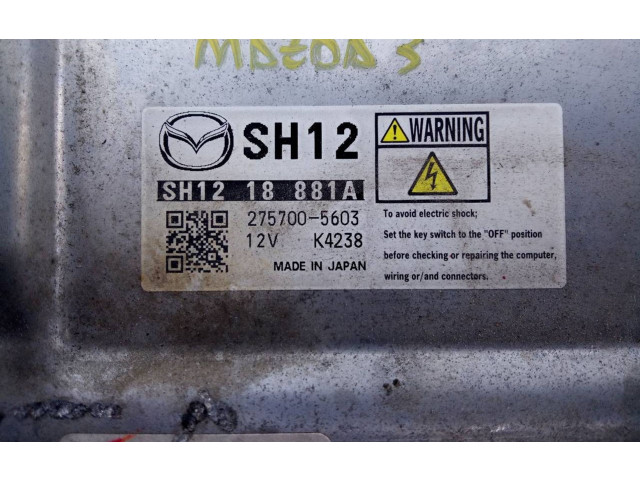 MAZDA 5
SH12
SH12 18 881A
275700-5603
12V K4238
MADE IN JAPAN
WARNING
To avoid electric shock;
Set the key switch to the "OFF" position
before checking or repairing the computer,
wiring or/and connectors.